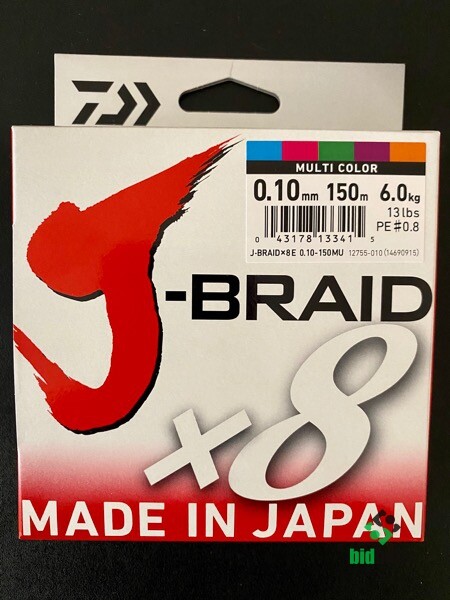 MULTI COLOR
0.10mm 150m 6.0kg
13lbs
PE#0.8
0 43178 13341 5
J-BRAID×8E 0.10-150MU 12755-010 (14690915)
J-BRAID
×8
MADE IN JAPAN
bid